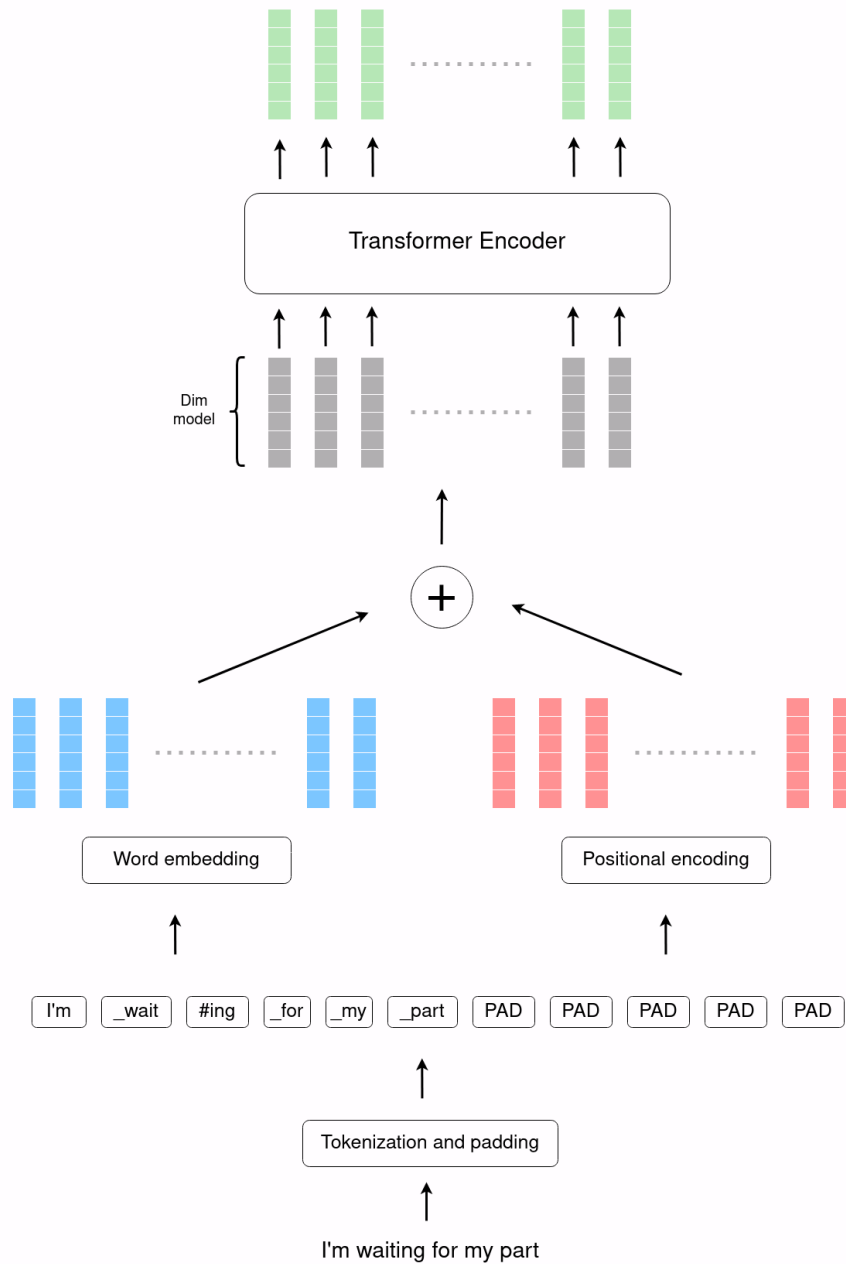 Transformer Encoder
Dim
model
Word embedding
Positional encoding
I'm _wait #ing _for _my _part PAD PAD PAD PAD PAD
Tokenization and padding
I'm waiting for my part